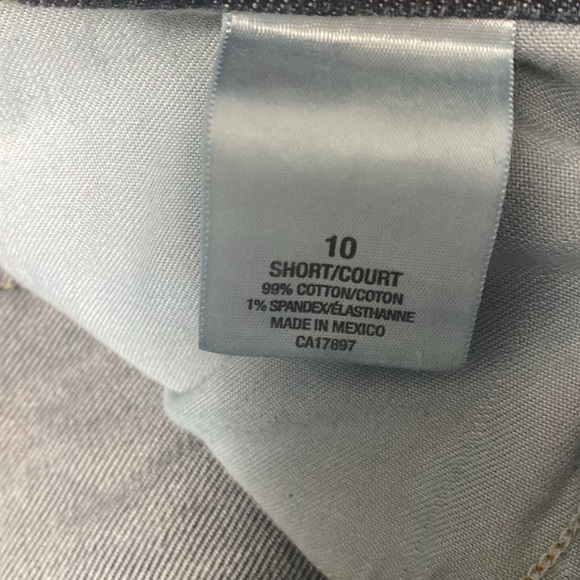 10
SHORT/COURT
99% COTTON/COTON
1% SPANDEX/ÉLASTHANNE
MADE IN MEXICO
CA17897